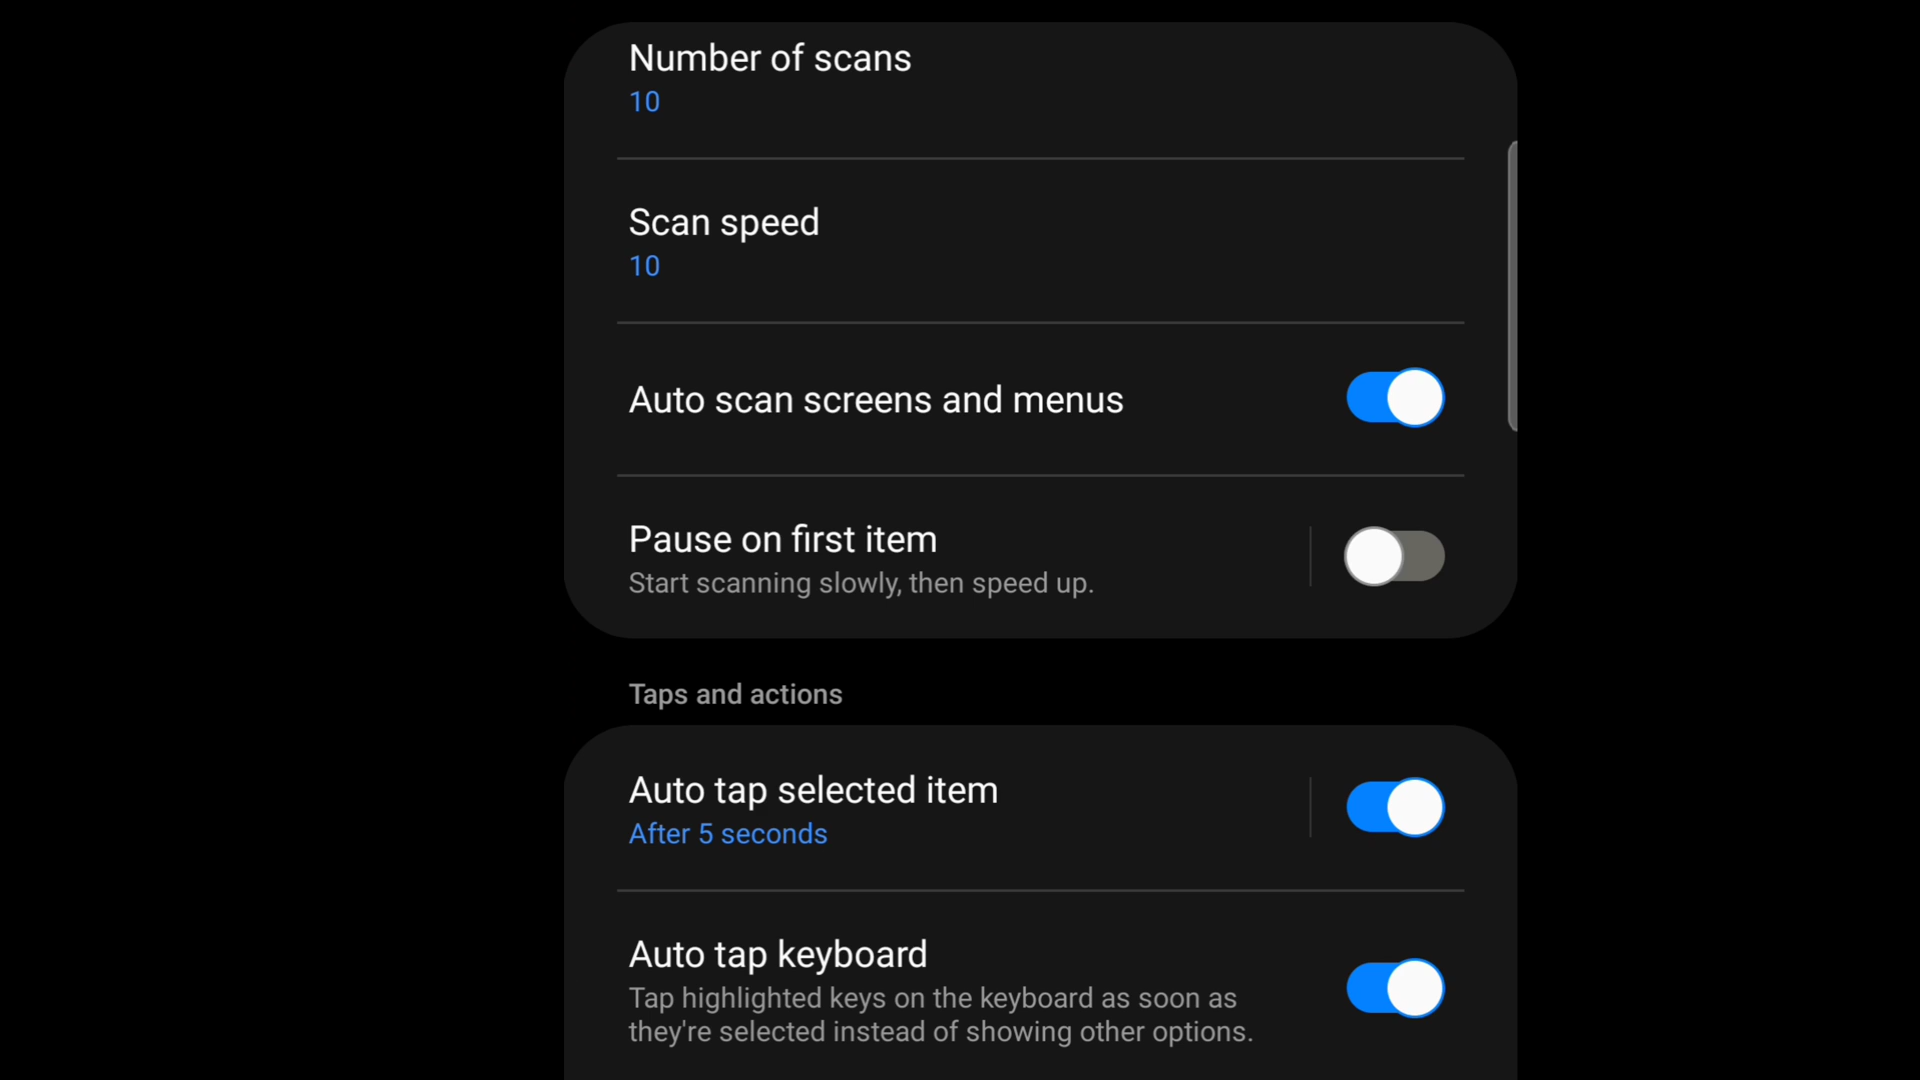 Number of scans
10
Scan speed
10
Auto scan screens and menus
Pause on first item
Start scanning slowly, then speed up.
Taps and actions
Auto tap selected item
After 5 seconds
Auto tap keyboard
Tap highlighted keys on the keyboard as soon as
they're selected instead of showing other options.